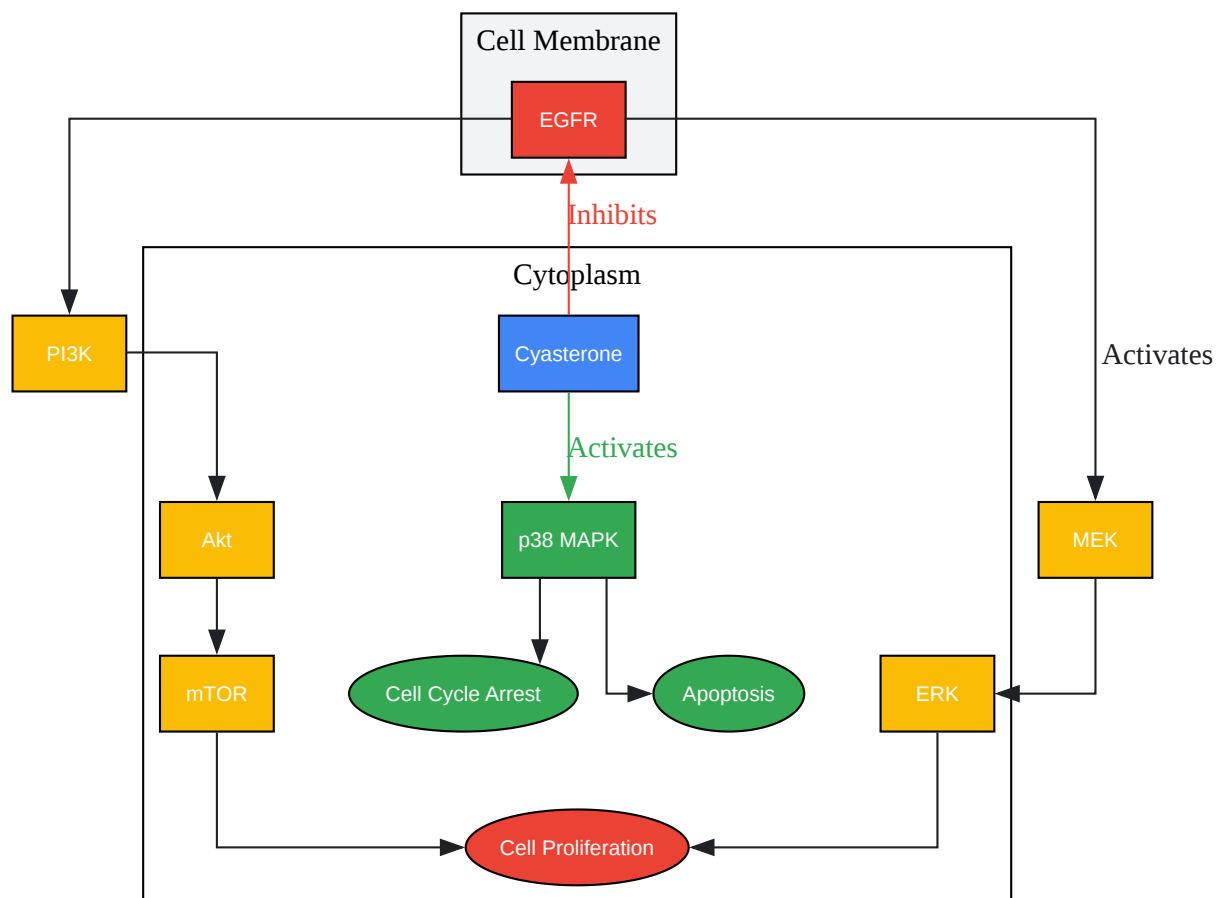 Cell Membrane
EGFR
Inhibits
Cytoplasm
PI3K
Cyasterone
Activates
Activates
Akt
p38 MAPK
MEK
mTOR
Cell Cycle Arrest
Apoptosis
ERK
Cell Proliferation